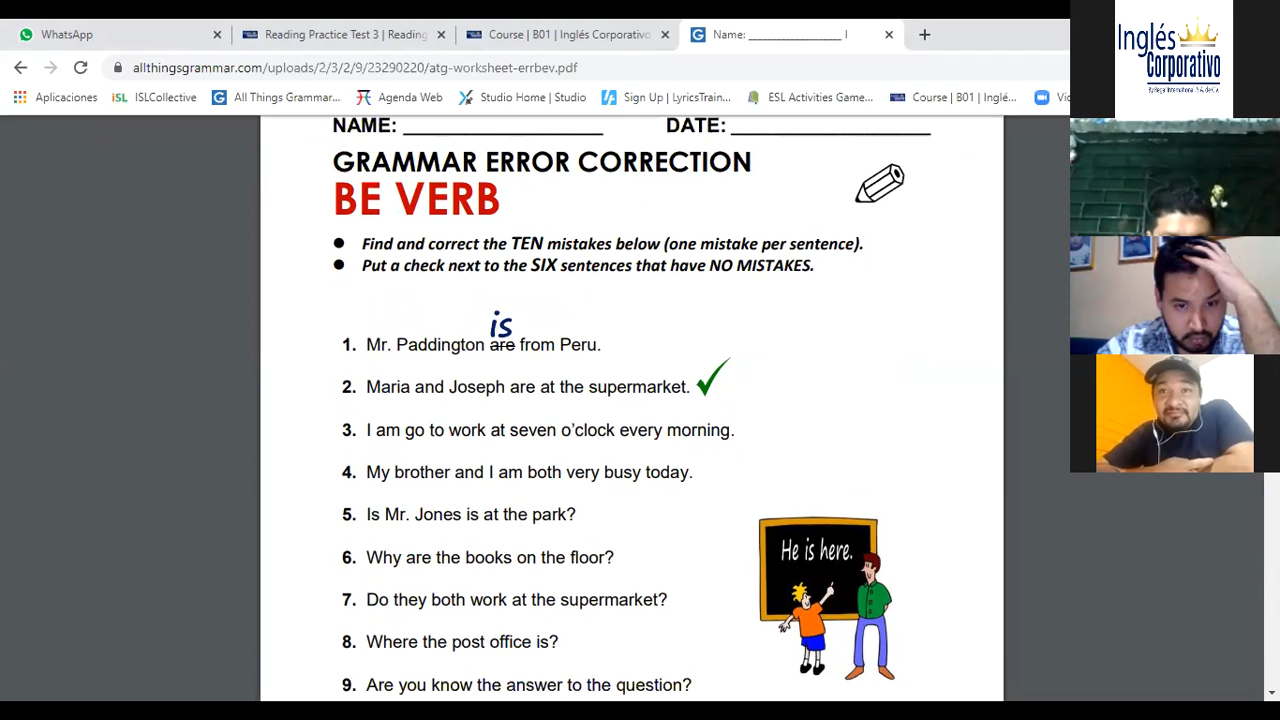 WhatsApp
Reading Practice Test 3 | Reading
Course | B01 | Inglés Corporativo
Name: __________________ |
allthingsgrammar.com/uploads/2/3/2/9/23290220/atg-worksheet-errbev.pdf
Aplicaciones
iSL ISLCollective
All Things Grammar...
Agenda Web
Studio Home | Studio
Sign Up | LyricsTrain...
ESL Activities Game...
Course | B01 | Inglé...
Inglés
Corporativo
NAME: __________________ DATE: __________________
GRAMMAR ERROR CORRECTION
BE VERB
● Find and correct the TEN mistakes below (one mistake per sentence).
● Put a check next to the SIX sentences that have NO MISTAKES.
is
1. Mr. Paddington are from Peru.
2. Maria and Joseph are at the supermarket. ✓
3. I am go to work at seven o'clock every morning.
4. My brother and I am both very busy today.
5. Is Mr. Jones is at the park?
6. Why are the books on the floor?
7. Do they both work at the supermarket?
8. Where the post office is?
9. Are you know the answer to the question?
He is here.